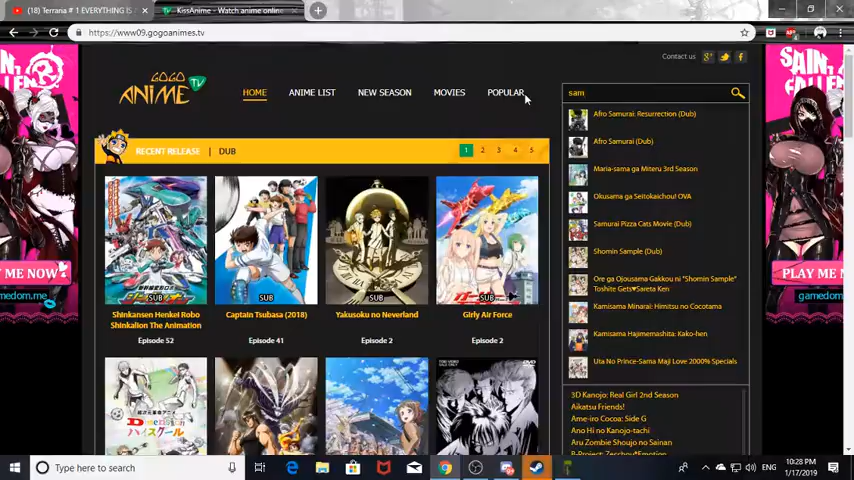 (18) Terraria # 1 EVERYTHING IS A
KissAnime - Watch anime online
https://www09.gogoanimes.tv
Contact us
GOGO
ANIME TV
HOME
ANIME LIST
NEW SEASON
MOVIES
POPULAR
sam
RECENT RELEASE | DUB
1 2 3 4 5
SUB
SUB
SUB
SUB
Shinkansen Henkei Robo
Shinkalion The Animation
Episode 52
Captain Tsubasa (2018)
Episode 41
Yakusoku no Neverland
Episode 2
Girly Air Force
Episode 2
Afro Samurai: Resurrection (Dub)
Afro Samurai (Dub)
Maria-sama ga Miteru 3rd Season
Okusama ga Seitokaichou! OVA
Samurai Pizza Cats Movie (Dub)
Shomin Sample (Dub)
Ore ga Ojousama Gakkou ni "Shomin Sample"
Toshite Gets♥Sareta Ken
Kamisama Minarai: Himitsu no Cocotama
Kamisama Hajimemashita: Kako-hen
Uta No Prince-Sama Maji Love 2000% Specials
3D Kanojo: Real Girl 2nd Season
Aikatsu Friends!
Ame-iro Cocoa: Side G
Ano Hi no Kanojo-tachi
Aru Zombie Shoujo no Sainan
B-Project: Zecchou*Emotion
SAIN
FALLEN
ME NOW
gamedom.me
PLAY ME
gamedom.
DVD
Type here to search
ENG
10:28 PM
1/17/2019